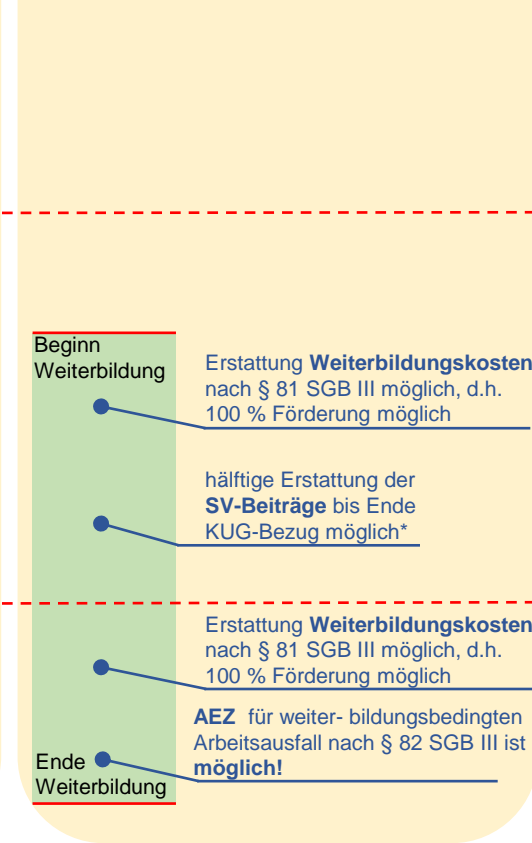 Beginn
Weiterbildung
Erstattung Weiterbildungskosten
nach § 81 SGB III möglich, d.h.
100 % Förderung möglich
hälftige Erstattung der
SV-Beiträge bis Ende
KUG-Bezug möglich*
Erstattung Weiterbildungskosten
nach § 81 SGB III möglich, d.h.
100 % Förderung möglich
AEZ für weiter- bildungsbedingten
Arbeitsausfall nach § 82 SGB III ist
möglich!
Ende
Weiterbildung